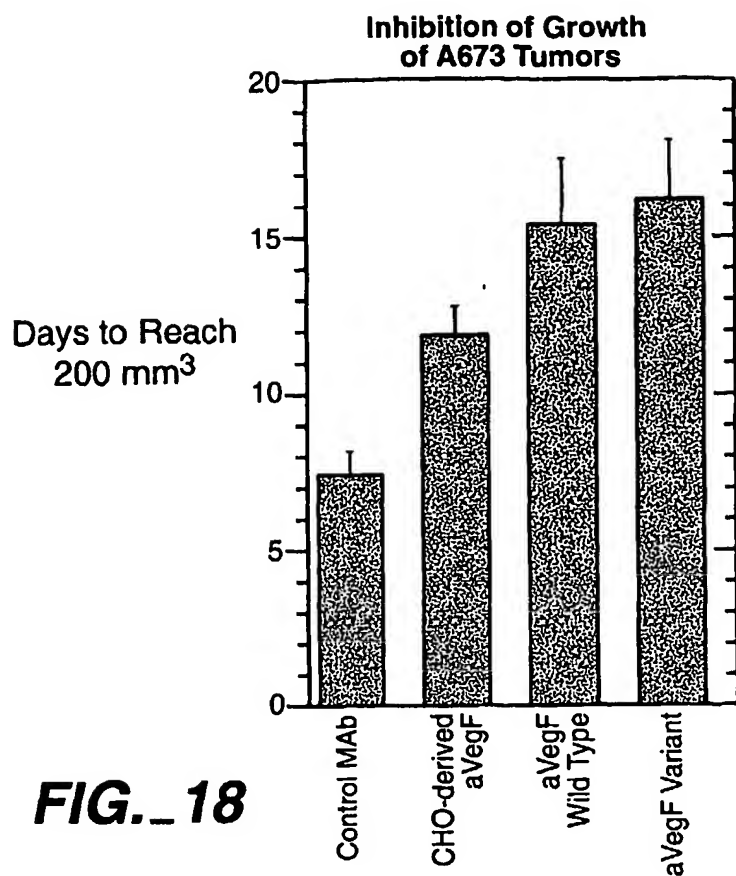 Inhibition of Growth
of A673 Tumors
20
15
10
5
0
Days to Reach
200 mm³
Control MAb
CHO-derived
aVegF
aVegF
Wild Type
aVegF Variant
FIG._18